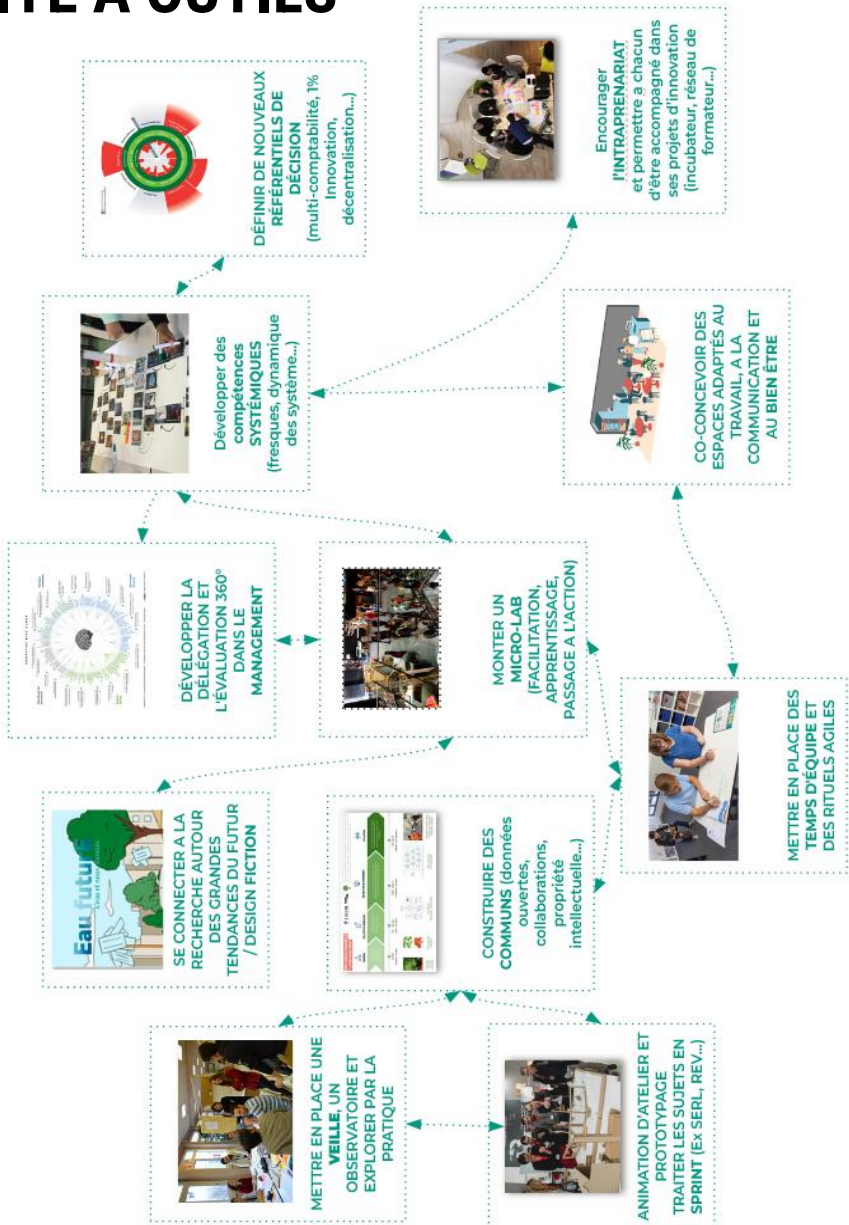 ITE À OUTILS
METTRE EN PLACE UNE
VEILLE, UN
OBSERVATOIRE ET
EXPLORER PAR LA
PRATIQUE
Eau future
SE CONNECTER A LA
RECHERCHE AUTOUR
DES GRANDES
TENDANCES DU FUTUR
/ DESIGN FICTION
DÉVELOPPER LA
DÉLÉGATION ET
L'ÉVALUATION 360°
DANS LE
MANAGEMENT
Développer des
compétences
SYSTÉMIQUES
(fresques, dynamique
des système...)
DÉFINIR DE NOUVEAUX
RÉFÉRENTIELS DE
DÉCISION
(multi-comptabilité, 1%
Innovation,
décentralisation...)
ANIMATION D'ATELIER ET
PROTOTYPAGE
TRAITER LES SUJETS EN
SPRINT (Ex SERL, REV...)
CONSTRUIRE DES
COMMUNS (données
ouvertes,
collaborations,
propriété
intellectuelle...)
MONTER UN
MICRO-LAB
(FACILITATION,
APPRENTISSAGE,
PASSAGE A L'ACTION)
METTRE EN PLACE DES
TEMPS D'ÉQUIPE ET
DES RITUELS AGILES
CO-CONCEVOIR DES
ESPACES ADAPTÉS AU
TRAVAIL, A LA
COMMUNICATION ET
AU BIEN ÊTRE
Encourager
l'INTRAPRENARIAT
et permettre a chacun
d'être accompagné dans
ses projets d'innovation
(incubateur, réseau de
formateur...)